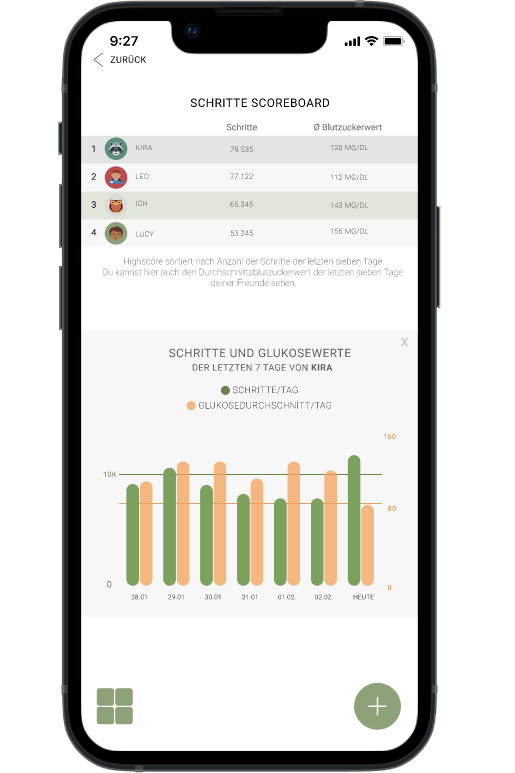 9:27
ZURÜCK
SCHRITTE SCOREBOARD
Schritte Ø Blutzuckerwert
1 KIRA 79.535 120 MG/DL
2 LEO 77.122 112 MG/DL
3 ICH 65.345 143 MG/DL
4 LUCY 53.245 156 MG/DL
Highscore sortiert nach Anzahl der Schritte der letzten sieben Tage.
Du kannst hier auch den Durchschnittsblutzuckerwert der letzten sieben Tage
deiner Freunde sehen.
X
SCHRITTE UND GLUKOSEWERTE
DER LETZTEN 7 TAGE VON KIRA
SCHRITTE/TAG
GLUKOSEDURCHSCHNITT/TAG
160
10K
80
0
0
28.01 29.01 30.01 31.01 01.02. 02.02. HEUTE